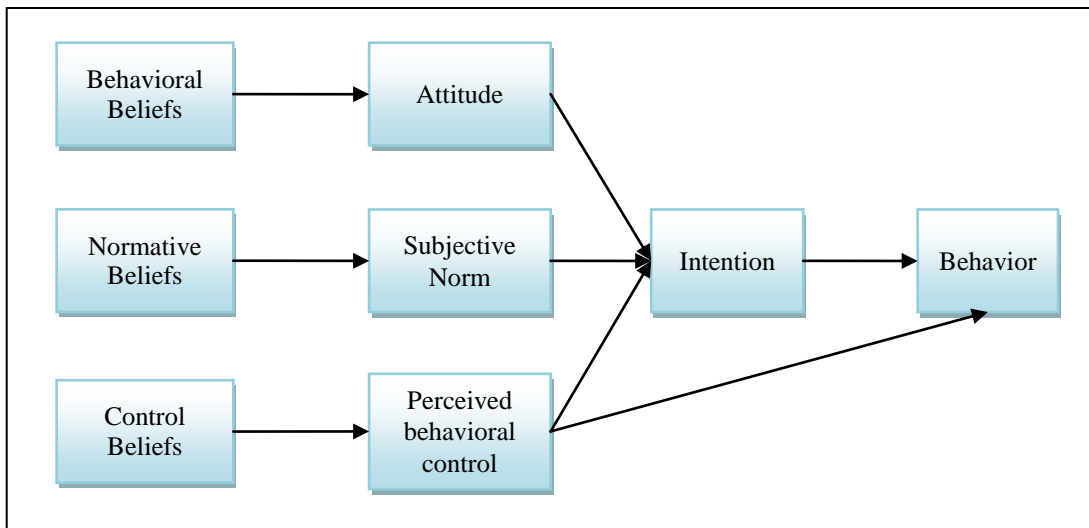 Behavioral
Beliefs
Attitude
Normative
Beliefs
Subjective
Norm
Intention
Behavior
Control
Beliefs
Perceived
behavioral
control